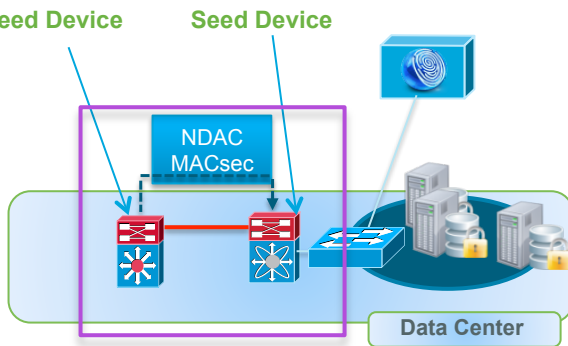 eed Device
Seed Device
NDAC
MACsec
Data Center